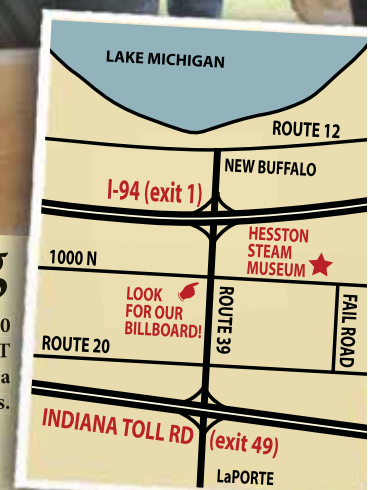 LAKE MICHIGAN
ROUTE 12
NEW BUFFALO
I-94 (exit 1)
HESSTON
STEAM
MUSEUM
1000 N
LOOK
FOR OUR
BILLBOARD!
ROUTE 39
FAIL ROAD
ROUTE 20
INDIANA TOLL RD (exit 49)
LaPORTE
g
0
T
a
s.